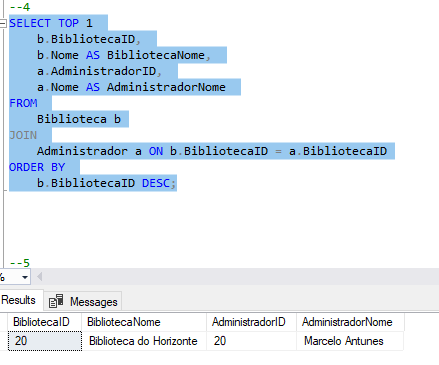 --4
SELECT TOP 1
b.BibliotecaID,
b.Nome AS BibliotecaNome,
a.AdministradorID,
a.Nome AS AdministradorNome
FROM
Biblioteca b
JOIN
Administrador a ON b.BibliotecaID = a.BibliotecaID
ORDER BY
b.BibliotecaID DESC;
--5
%
Results Messages
BibliotecaID BibliotecaNome AdministradorID AdministradorNome
20 Biblioteca do Horizonte 20 Marcelo Antunes